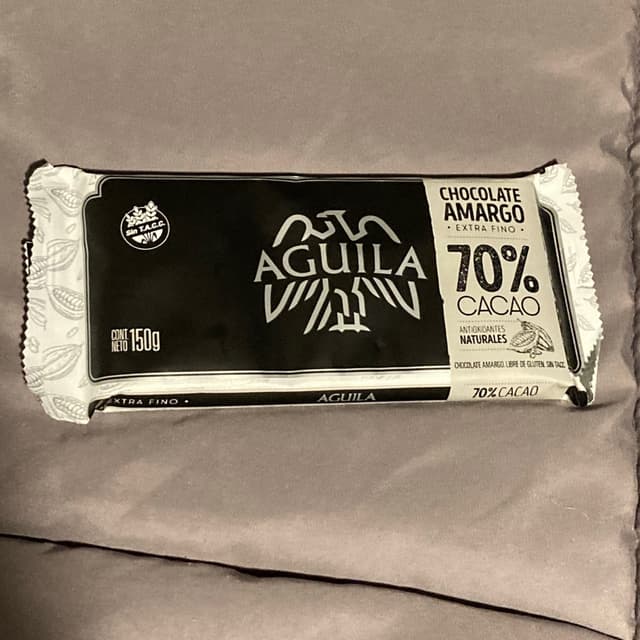 Sin T.A.C.C.
CONT.
NETO 150g
AGUILA
CHOCOLATE
AMARGO
• EXTRA FINO •
70%
CACAO
ANTIOXIDANTES
NATURALES
CHOCOLATE AMARGO. LIBRE DE GLUTEN. SIN TACC
EXTRA FINO •
AGUILA
70% CACAO